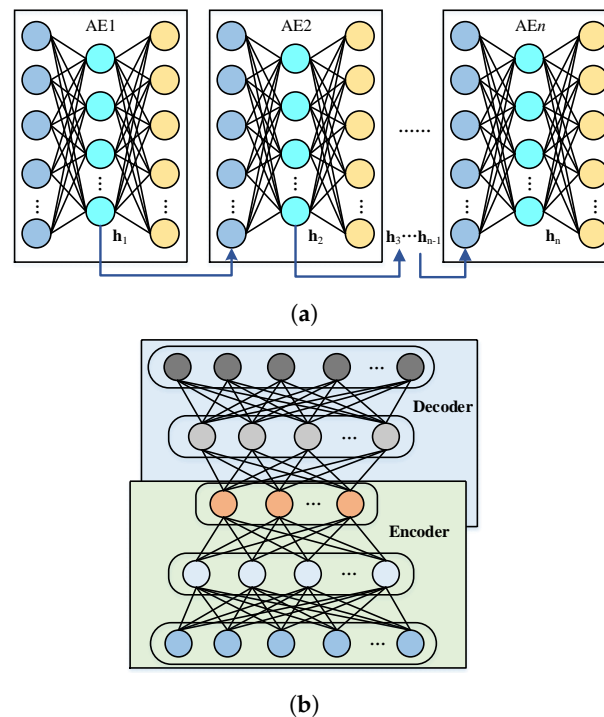 AE1 AE2 AEn
......
h1 h2 h3···hn-1 hn
(a)
Decoder
Encoder
(b)